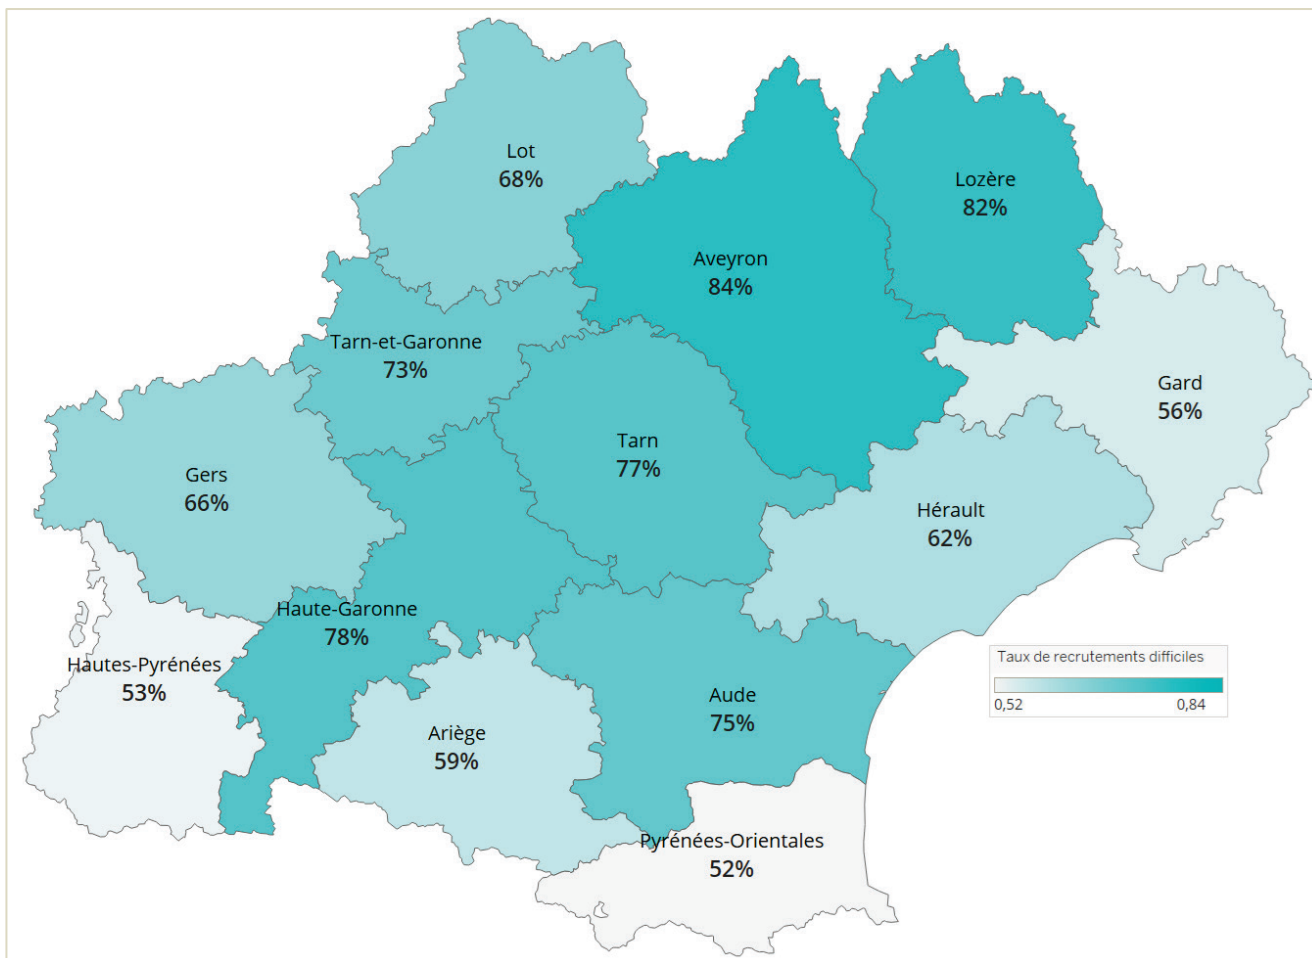 Lot
68%
Lozère
82%
Aveyron
84%
Tarn-et-Garonne
73%
Gard
56%
Tarn
77%
Gers
66%
Hérault
62%
Haute-Garonne
78%
Hautes-Pyrénées
53%
Aude
75%
Ariège
59%
Pyrénées-Orientales
52%
Taux de recrutements difficiles
0,52 0,84